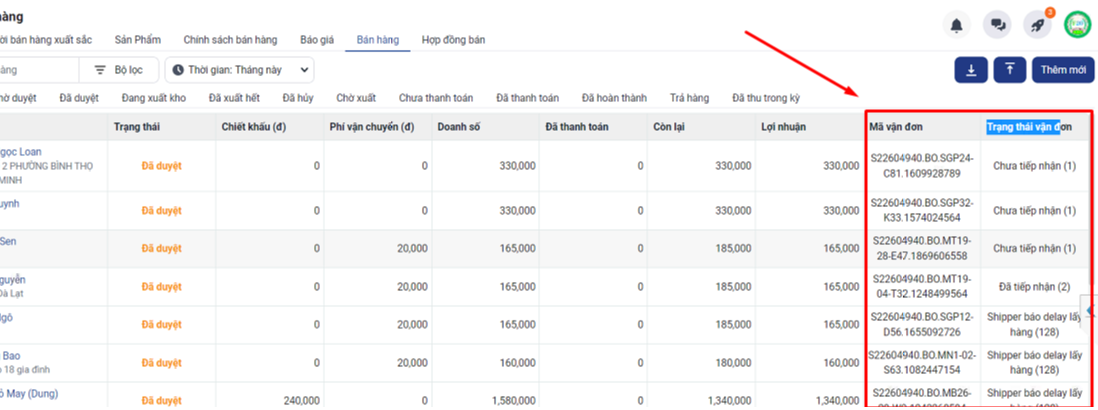 hàng
ời bán hàng xuất sắc Sản Phẩm Chính sách bán hàng Báo giá Bán hàng Hợp đồng bán
3
àng Bộ lọc Thời gian: Tháng này Thêm mới
hờ duyệt Đã duyệt Đang xuất kho Đã xuất hết Đã hủy Chờ xuất Chưa thanh toán Đã thanh toán Đã hoàn thành Trả hàng Đã thu trong kỳ
Trạng thái Chiết khấu (đ) Phí vận chuyển (đ) Doanh số Đã thanh toán Còn lại Lợi nhuận Mã vận đơn Trạng thái vận đơn
gọc Loan
2 PHƯỜNG BÌNH THỌ
MINH
Đã duyệt 0 0 330,000 0 330,000 330,000 S22604940.BO.SGP24-
C81.1609928789 Chưa tiếp nhận (1)
uynh
Đã duyệt 0 0 330,000 0 330,000 330,000 S22604940.BO.SGP32-
K33.1574024564 Chưa tiếp nhận (1)
Sen
Đã duyệt 0 20,000 165,000 0 185,000 165,000 S22604940.BO.MT19-
28-E47.1869606558 Chưa tiếp nhận (1)
guyễn
Đà Lạt
Đã duyệt 0 20,000 165,000 0 185,000 165,000 S22604940.BO.MT19-
04-T32.1248499564 Đã tiếp nhận (2)
Ngô
Đã duyệt 0 20,000 165,000 0 185,000 165,000 S22604940.BO.SGP12-
D56.1655092726 Shipper báo delay lấy
hàng (128)
Bao
18 gia đình
Đã duyệt 0 20,000 160,000 0 180,000 160,000 S22604940.BO.MN1-02-
S63.1082447154 Shipper báo delay lấy
hàng (128)
May (Dung)
Đã duyệt 240,000 0 1,580,000 0 1,340,000 1,340,000 S22604940.BO.MB26-
Shipper báo delay lấy